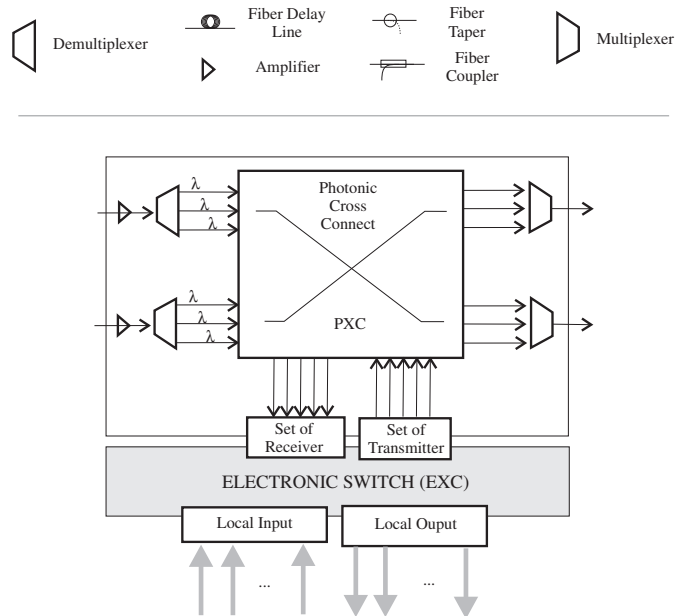 Demultiplexer
Fiber Delay
Line
Amplifier
Fiber
Taper
Fiber
Coupler
Multiplexer
λ
λ
λ
Photonic
Cross
Connect
λ
λ
λ
PXC
Set of
Receiver
Set of
Transmitter
ELECTRONIC SWITCH (EXC)
Local Input
Local Ouput
...
...